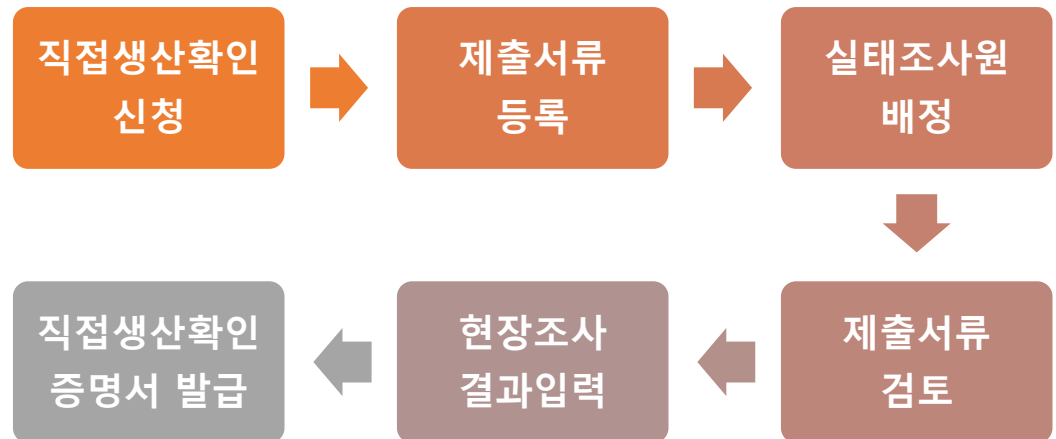 직접생산확인
신청
제출서류
등록
실태조사원
배정
제출서류
검토
현장조사
결과입력
직접생산확인
증명서 발급